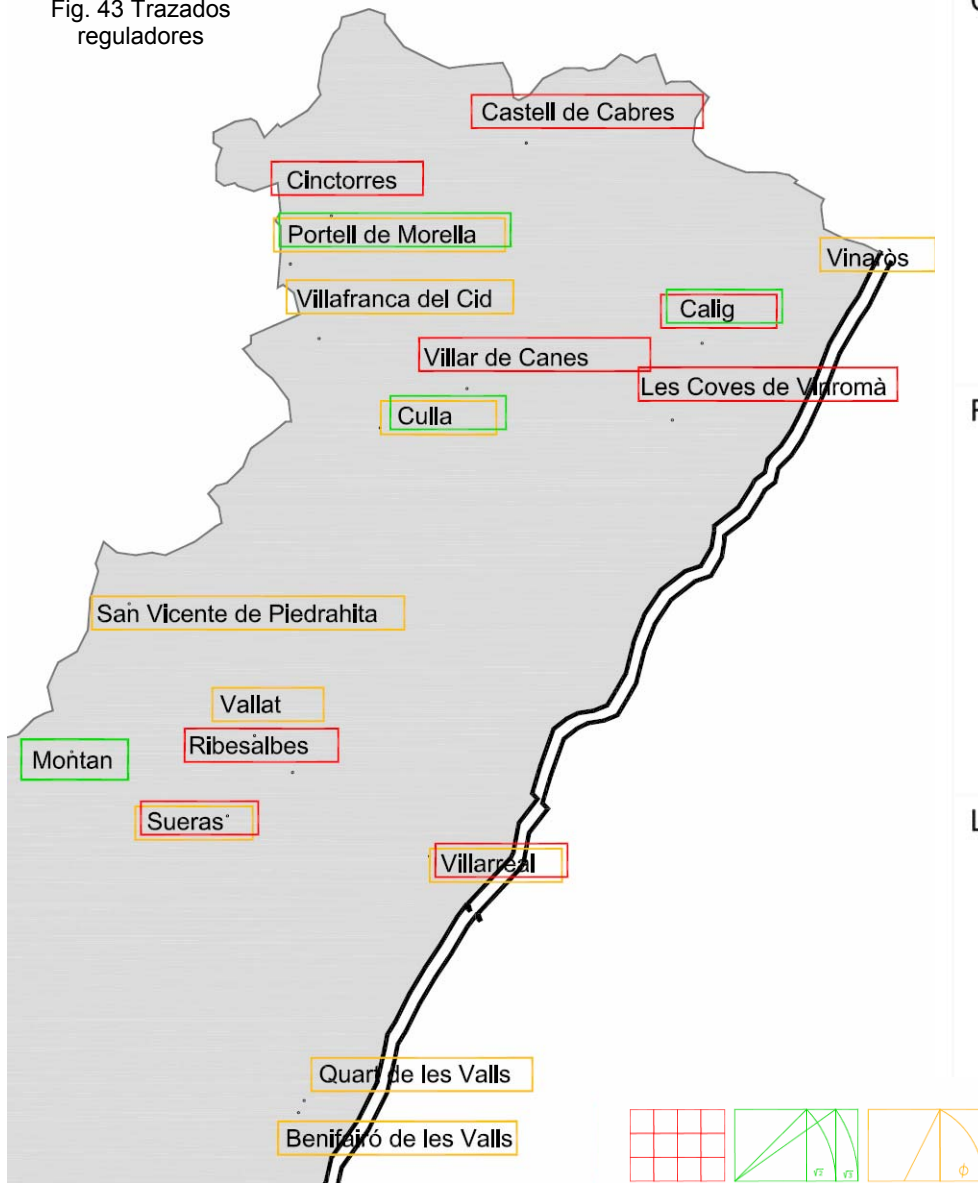 Fig. 43 Trazados
reguladores
Castell de Cabres
Cinctorres
Portell de Morella
Vinaròs
Villafranca del Cid
Calig
Villar de Canes
Les Coves de Vinromà
Culla
San Vicente de Piedrahita
Vallat
Ribesalbes
Montan
Sueras
Villarreal
Quart de les Valls
Benifairó de les Valls
ϕ